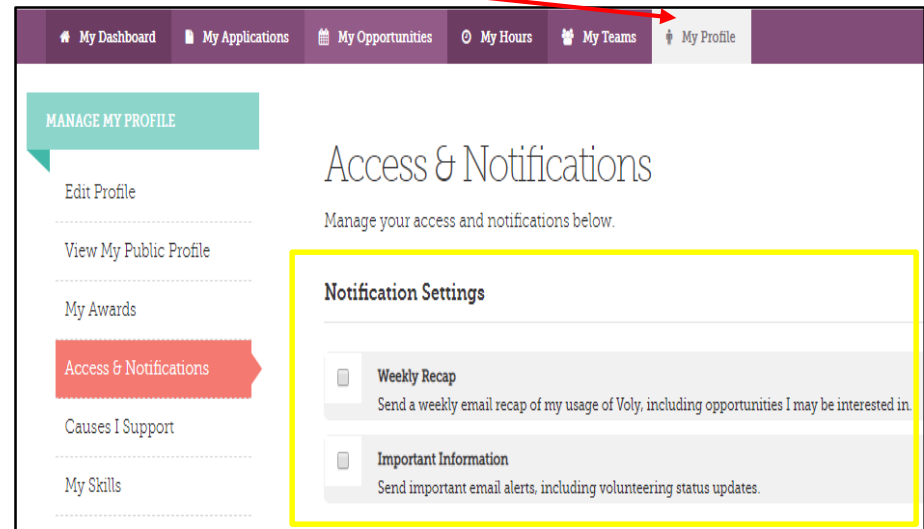 My Dashboard My Applications My Opportunities My Hours My Teams My Profile
MANAGE MY PROFILE
Edit Profile
View My Public Profile
My Awards
Access & Notifications
Causes I Support
My Skills
Access & Notifications
Manage your access and notifications below.
Notification Settings
Weekly Recap
Send a weekly email recap of my usage of Voly, including opportunities I may be interested in.
Important Information
Send important email alerts, including volunteering status updates.